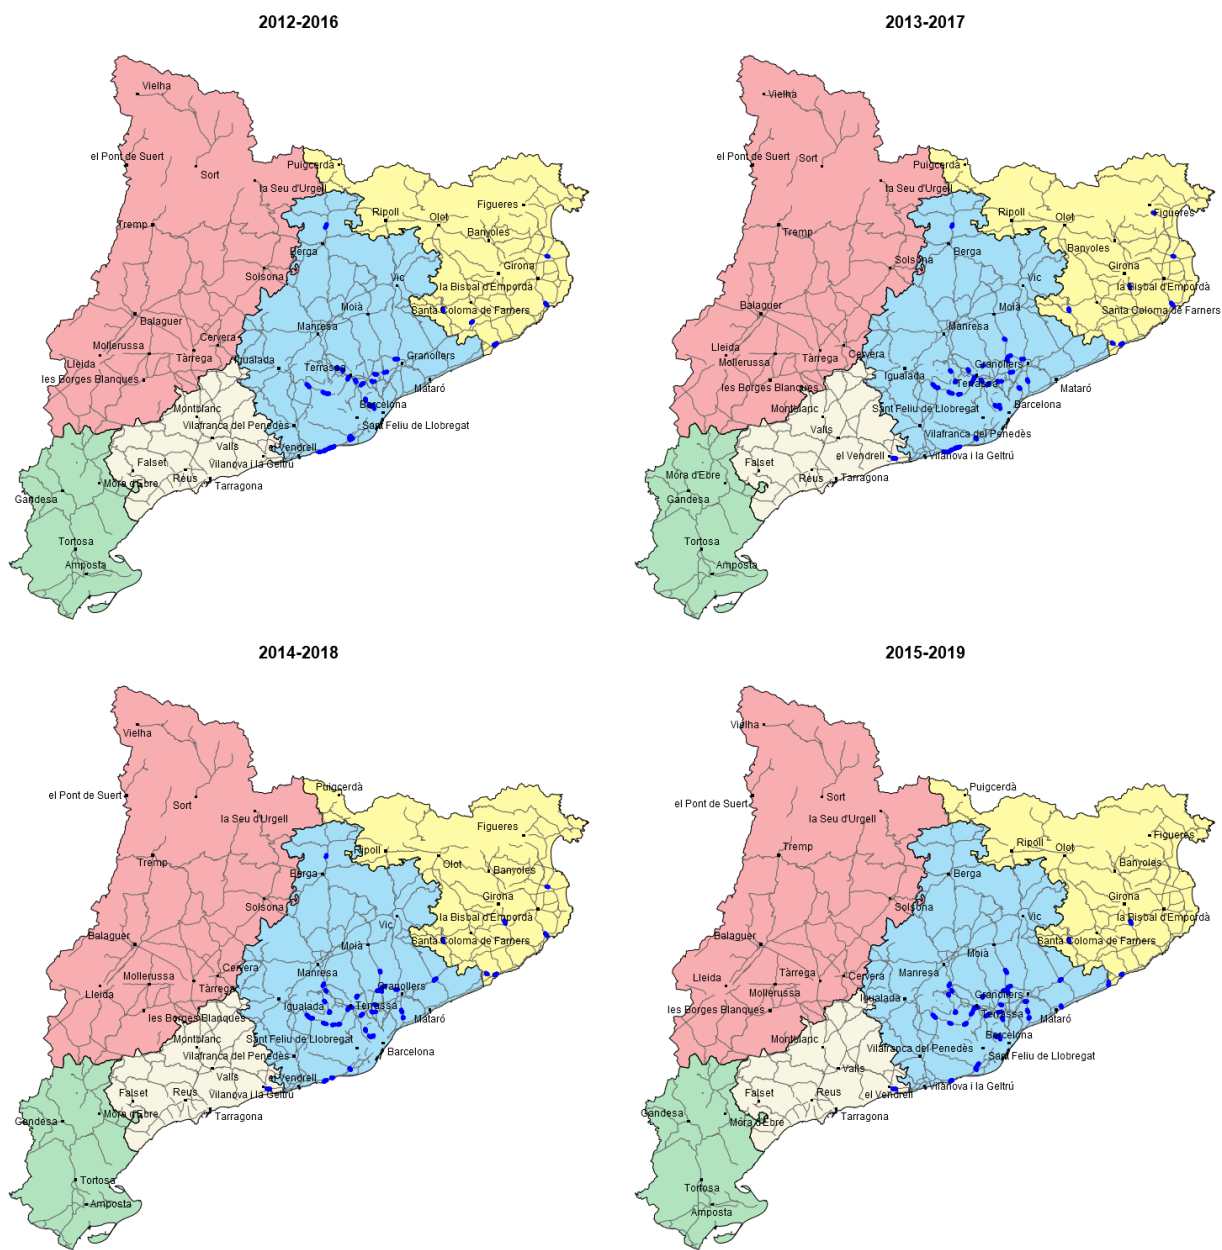 2012-2016
Vielha
el Pont de Suert
Sort
Puigcerdà
la Seu d'Urgell
Tremp
Ripoll
Olot
Figueres
Banyoles
Berga
Solsona
Girona
Vic
la Bisbal d'Empordà
Moià
Santa Coloma de Farners
Balaguer
Manresa
Cervera
Mollerussa
Tàrrega
Igualada
Granollers
Lleida
Terrassa
les Borges Blanques
Mataró
Montblanc
Barcelona
Vilafranca del Penedès
Sant Feliu de Llobregat
Valls
el Vendrell
Falset
Vilanova i la Geltrú
Reus
Móra d'Ebre
Tarragona
Gandesa
Tortosa
Amposta
2013-2017
Vielha
el Pont de Suert
Sort
Puigcerdà
la Seu d'Urgell
Figueres
Ripoll
Olot
Tremp
Banyoles
Berga
Solsona
Girona
Vic
la Bisbal d'Empordà
Balaguer
Moià
Santa Coloma de Farners
Manresa
Lleida
Cervera
Mollerussa
Tàrrega
Granollers
Igualada
Terrassa
les Borges Blanques
Mataró
Montblanc
Sant Feliu de Llobregat
Barcelona
Valls
Vilafranca del Penedès
el Vendrell
Vilanova i la Geltrú
Falset
Móra d'Ebre
Reus
Tarragona
Gandesa
Tortosa
Amposta
2014-2018
Vielha
el Pont de Suert
Sort
Puigcerdà
la Seu d'Urgell
Figueres
Tremp
Ripoll
Olot
Berga
Banyoles
Solsona
Girona
Vic
la Bisbal d'Empordà
Balaguer
Moià
Santa Coloma de Farners
Manresa
Cervera
Mollerussa
Tàrrega
Lleida
Granollers
Igualada
Terrassa
les Borges Blanques
Mataró
Montblanc
Sant Feliu de Llobregat
Vilafranca del Penedès
Barcelona
Valls
el Vendrell
Falset
Reus
Vilanova i la Geltrú
Móra d'Ebre
Tarragona
Gandesa
Tortosa
Amposta
2015-2019
Vielha
el Pont de Suert
Sort
Puigcerdà
la Seu d'Urgell
Figueres
Tremp
Ripoll
Olot
Berga
Banyoles
Solsona
Girona
Vic
la Bisbal d'Empordà
Balaguer
Moià
Santa Coloma de Farners
Manresa
Cervera
Lleida
Tàrrega
Mollerussa
Igualada
Granollers
les Borges Blanques
Terrassa
Mataró
Montblanc
Barcelona
Vilafranca del Penedès
Sant Feliu de Llobregat
Valls
Vilanova i la Geltrú
el Vendrell
Falset
Reus
Tarragona
Gandesa
Móra d'Ebre
Tortosa
Amposta